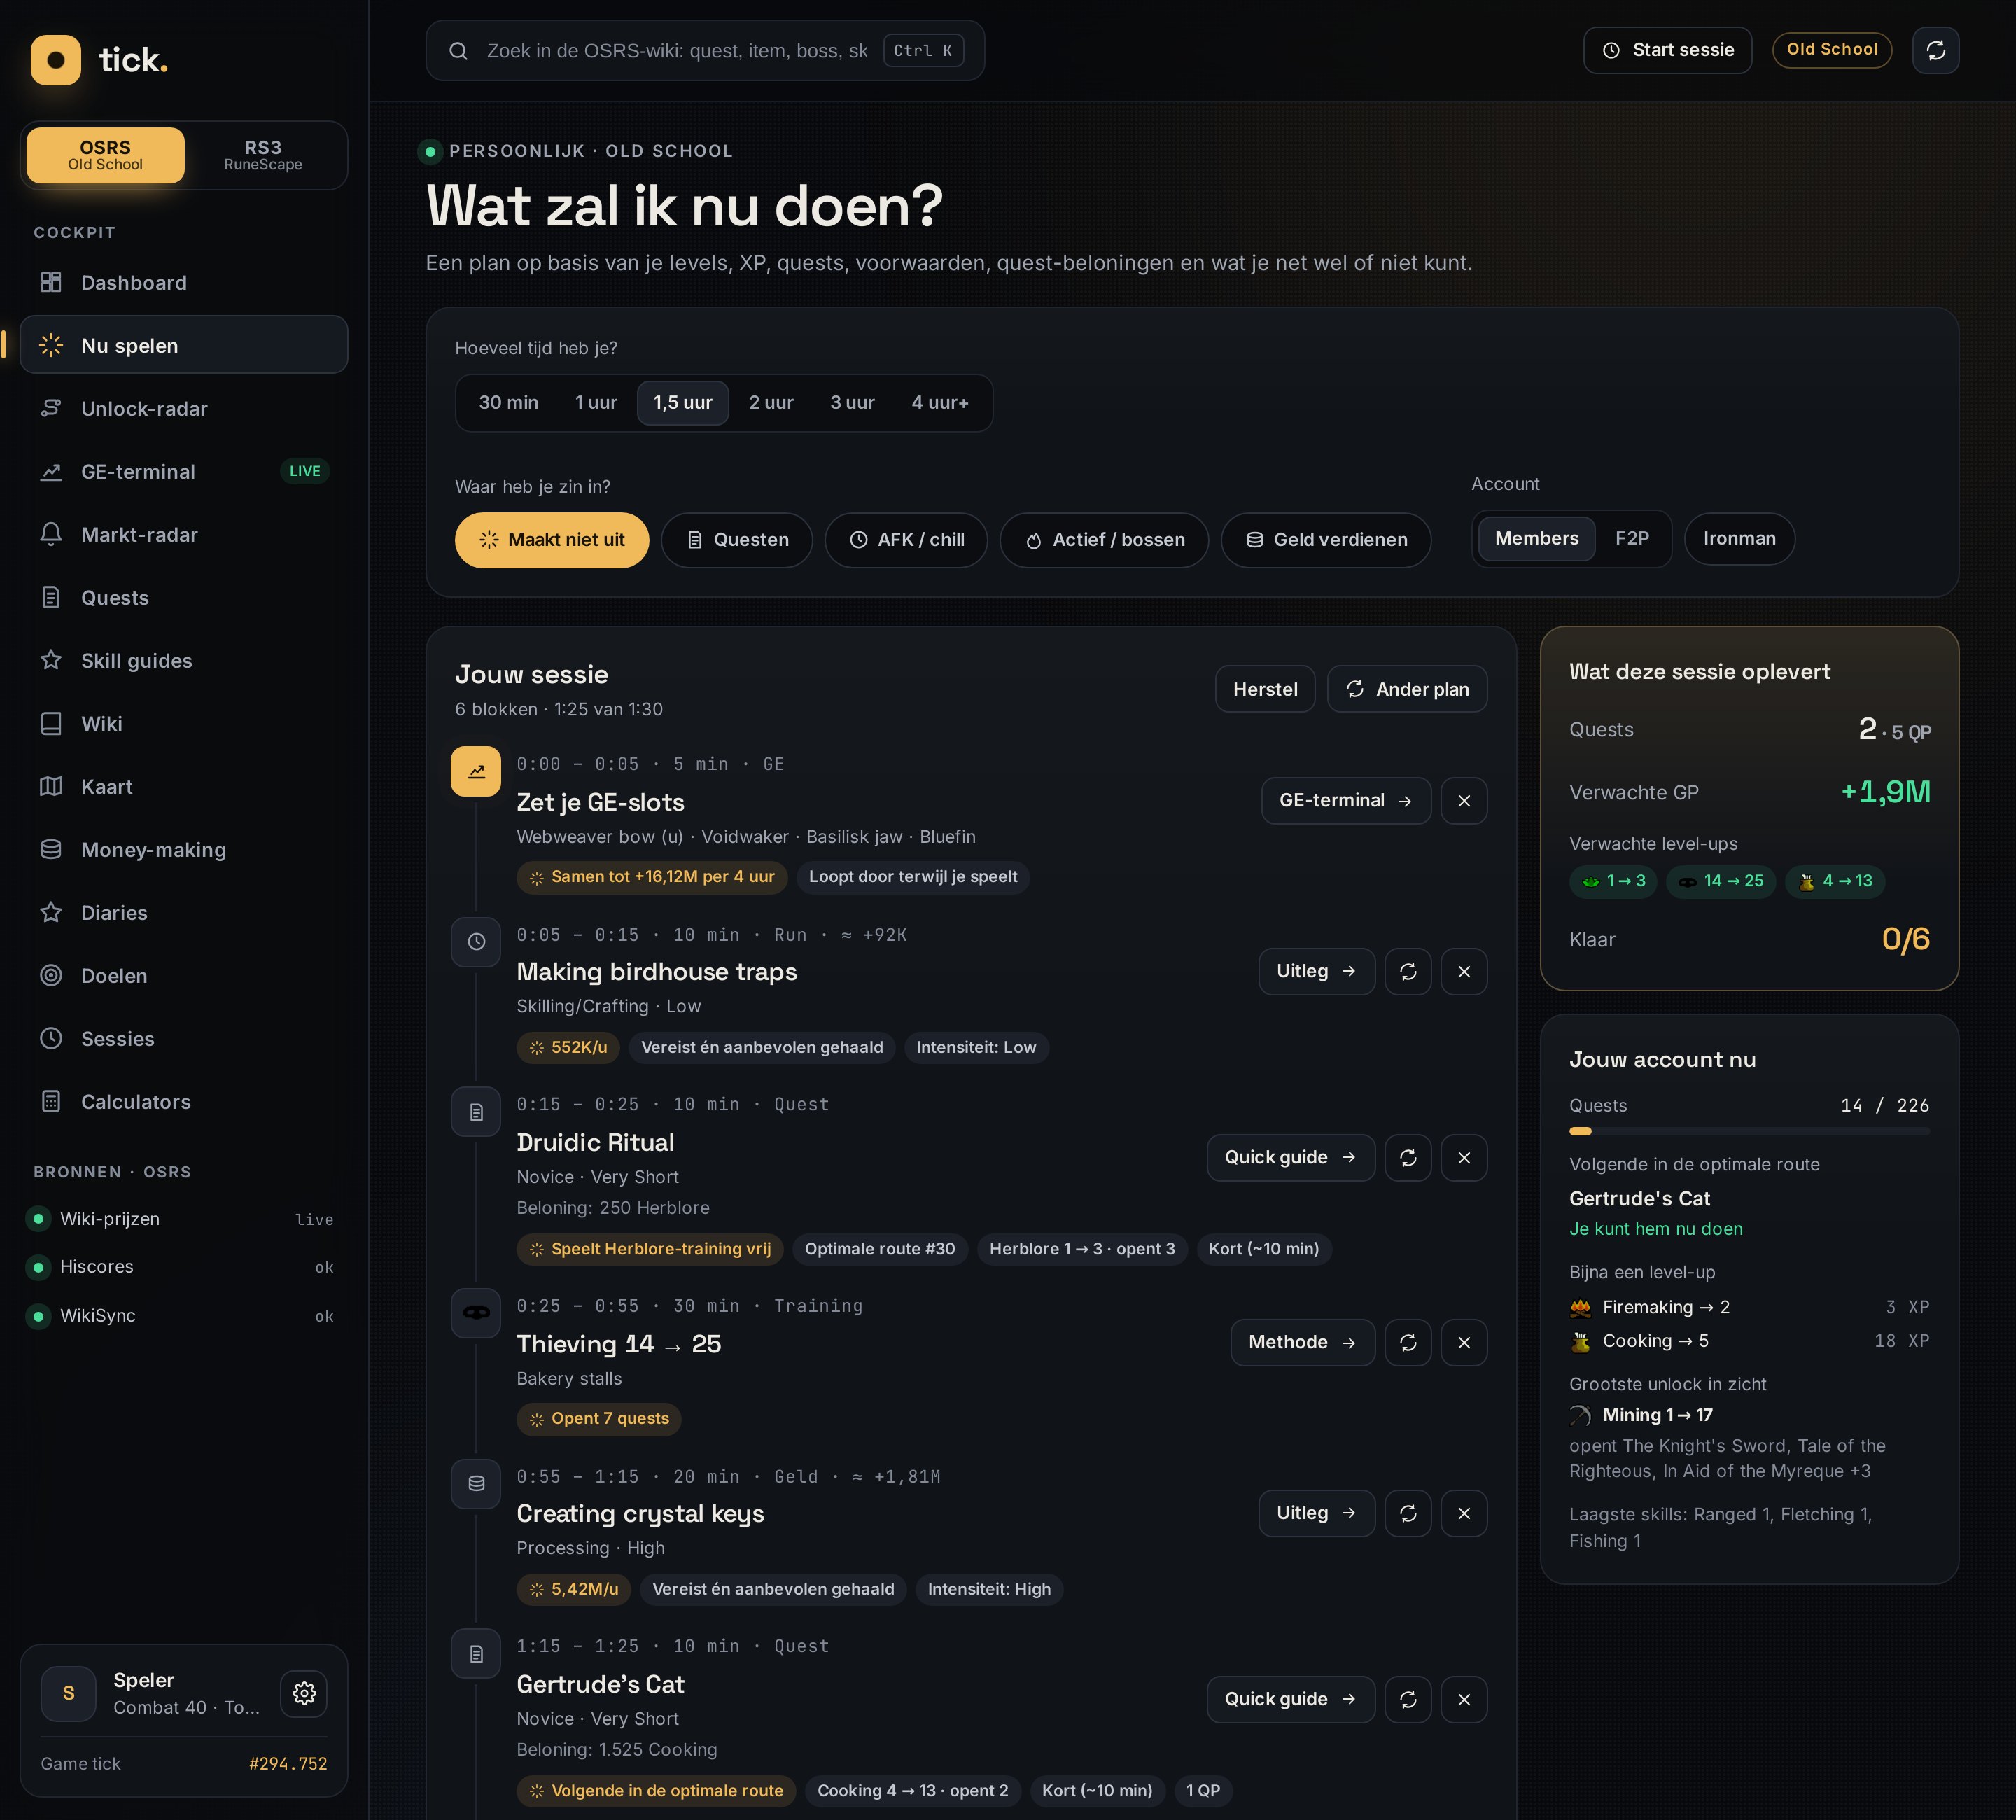 tick.
OSRS
Old School
RS3
RuneScape
COCKPIT
Dashboard
Nu spelen
Unlock-radar
GE-terminal LIVE
Markt-radar
Quests
Skill guides
Wiki
Kaart
Money-making
Diaries
Doelen
Sessies
Calculators
BRONNEN · OSRS
Wiki-prijzen live
Hiscores ok
WikiSync ok
S
Speler
Combat 40 · To...
Game tick #294.752
Zoek in de OSRS-wiki: quest, item, boss, sk Ctrl K
Start sessie Old School
PERSOONLIJK · OLD SCHOOL
Wat zal ik nu doen?
Een plan op basis van je levels, XP, quests, voorwaarden, quest-beloningen en wat je net wel of niet kunt.
Hoeveel tijd heb je?
30 min 1 uur 1,5 uur 2 uur 3 uur 4 uur+
Waar heb je zin in?
Maakt niet uit Questen AFK / chill Actief / bossen Geld verdienen
Account
Members F2P Ironman
Jouw sessie
6 blokken · 1:25 van 1:30
Herstel Ander plan
0:00 – 0:05 · 5 min · GE
Zet je GE-slots
Webweaver bow (u) · Voidwaker · Basilisk jaw · Bluefin
Samen tot +16,12M per 4 uur Loopt door terwijl je speelt
GE-terminal →
0:05 – 0:15 · 10 min · Run · ≈ +92K
Making birdhouse traps
Skilling/Crafting · Low
552K/u Vereist én aanbevolen gehaald Intensiteit: Low
Uitleg →
0:15 – 0:25 · 10 min · Quest
Druidic Ritual
Novice · Very Short
Beloning: 250 Herblore
Speelt Herblore-training vrij Optimale route #30 Herblore 1 → 3 · opent 3 Kort (~10 min)
Quick guide →
0:25 – 0:55 · 30 min · Training
Thieving 14 → 25
Bakery stalls
Opent 7 quests
Methode →
0:55 – 1:15 · 20 min · Geld · ≈ +1,81M
Creating crystal keys
Processing · High
5,42M/u Vereist én aanbevolen gehaald Intensiteit: High
Uitleg →
1:15 – 1:25 · 10 min · Quest
Gertrude's Cat
Novice · Very Short
Beloning: 1.525 Cooking
Volgende in de optimale route Cooking 4 → 13 · opent 2 Kort (~10 min) 1 QP
Quick guide →
Wat deze sessie oplevert
Quests 2 · 5 QP
Verwachte GP +1,9M
Verwachte level-ups
1 → 3 14 → 25 4 → 13
Klaar 0/6
Jouw account nu
Quests 14 / 226
Volgende in de optimale route
Gertrude's Cat
Je kunt hem nu doen
Bijna een level-up
Firemaking → 2 3 XP
Cooking → 5 18 XP
Grootste unlock in zicht
Mining 1 → 17
opent The Knight's Sword, Tale of the
Righteous, In Aid of the Myreque +3
Laagste skills: Ranged 1, Fletching 1,
Fishing 1